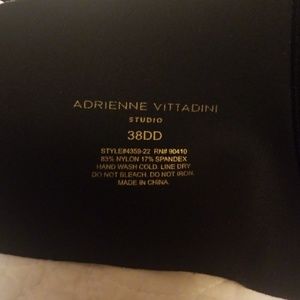 ADRIENNE VITTADINI
STUDIO
38DD
STYLE#4359-22 RN# 90410
83% NYLON 17% SPANDEX
HAND WASH COLD. LINE DRY
DO NOT BLEACH. DO NOT IRON.
MADE IN CHINA.